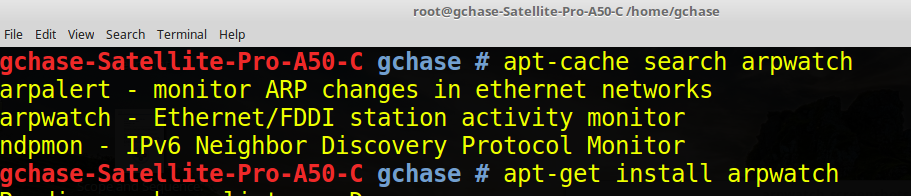 root@gchase-Satellite-Pro-A50-C /home/gchase
File Edit View Search Terminal Help
gchase-Satellite-Pro-A50-C gchase # apt-cache search arpwatch
arpalert - monitor ARP changes in ethernet networks
arpwatch - Ethernet/FDDI station activity monitor
ndpmon - IPv6 Neighbor Discovery Protocol Monitor
gchase-Satellite-Pro-A50-C gchase # apt-get install arpwatch